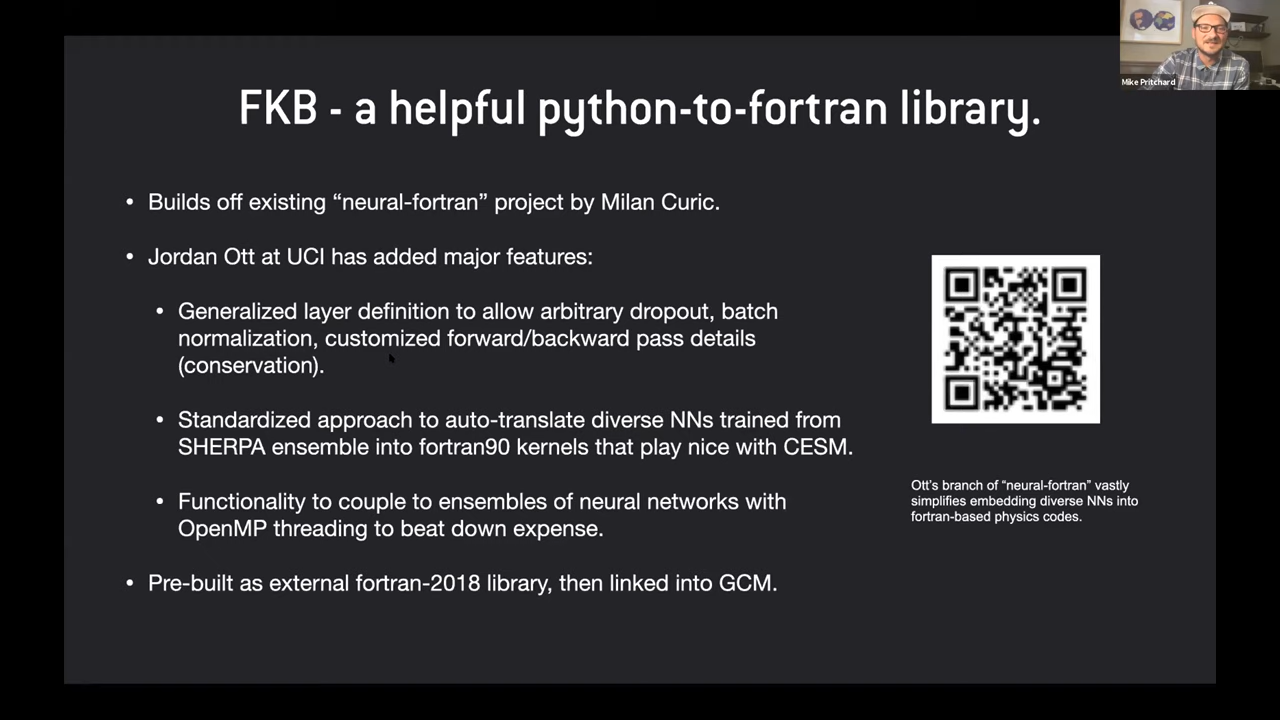 Mike Pritchard
FKB - a helpful python-to-fortran library.
• Builds off existing “neural-fortran” project by Milan Curic.
• Jordan Ott at UCI has added major features:
• Generalized layer definition to allow arbitrary dropout, batch
normalization, customized forward/backward pass details
(conservation).
• Standardized approach to auto-translate diverse NNs trained from
SHERPA ensemble into fortran90 kernels that play nice with CESM.
• Functionality to couple to ensembles of neural networks with
OpenMP threading to beat down expense.
• Pre-built as external fortran-2018 library, then linked into GCM.
Ott’s branch of “neural-fortran” vastly
simplifies embedding diverse NNs into
fortran-based physics codes.